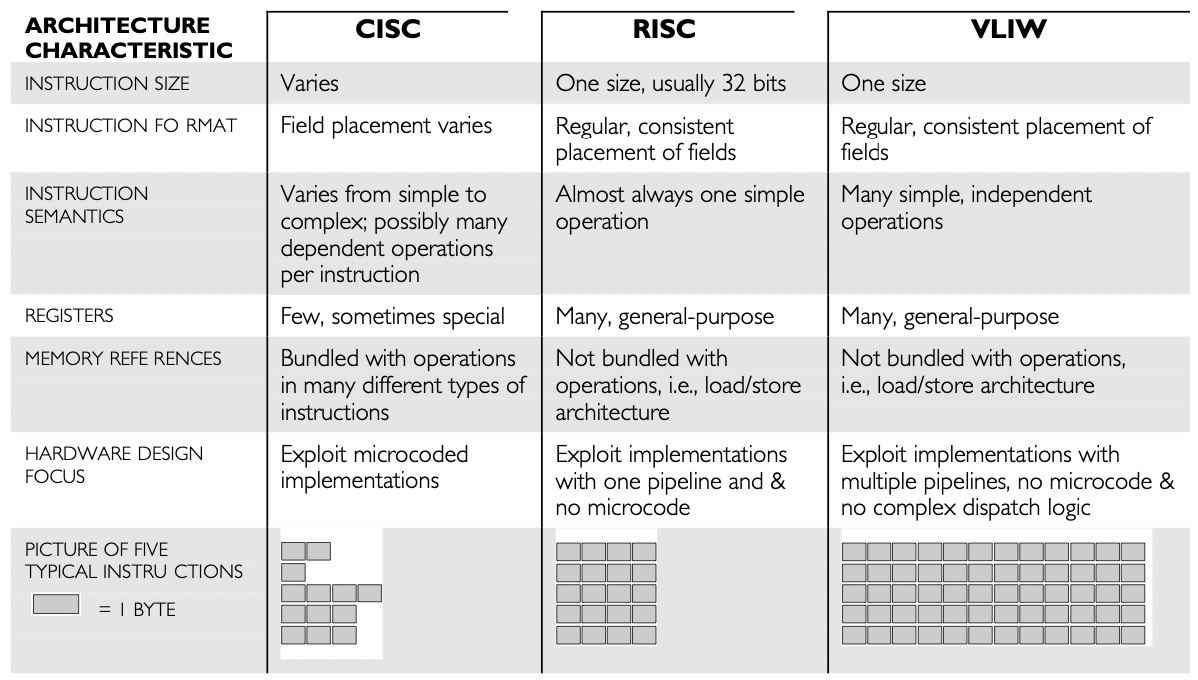 ARCHITECTURE
CHARACTERISTIC
CISC
RISC
VLIW
INSTRUCTION SIZE
Varies
One size, usually 32 bits
One size
INSTRUCTION FO RMAT
Field placement varies
Regular, consistent
placement of fields
Regular, consistent placement of
fields
INSTRUCTION
SEMANTICS
Varies from simple to
complex; possibly many
dependent operations
per instruction
Almost always one simple
operation
Many simple, independent
operations
REGISTERS
Few, sometimes special
Many, general-purpose
Many, general-purpose
MEMORY REFE RENCES
Bundled with operations
in many different types of
instructions
Not bundled with
operations, i.e., load/store
architecture
Not bundled with operations,
i.e., load/store architecture
HARDWARE DESIGN
FOCUS
Exploit microcoded
implementations
Exploit implementations
with one pipeline and &
no microcode
Exploit implementations with
multiple pipelines, no microcode &
no complex dispatch logic
PICTURE OF FIVE
TYPICAL INSTRU CTIONS
= 1 BYTE